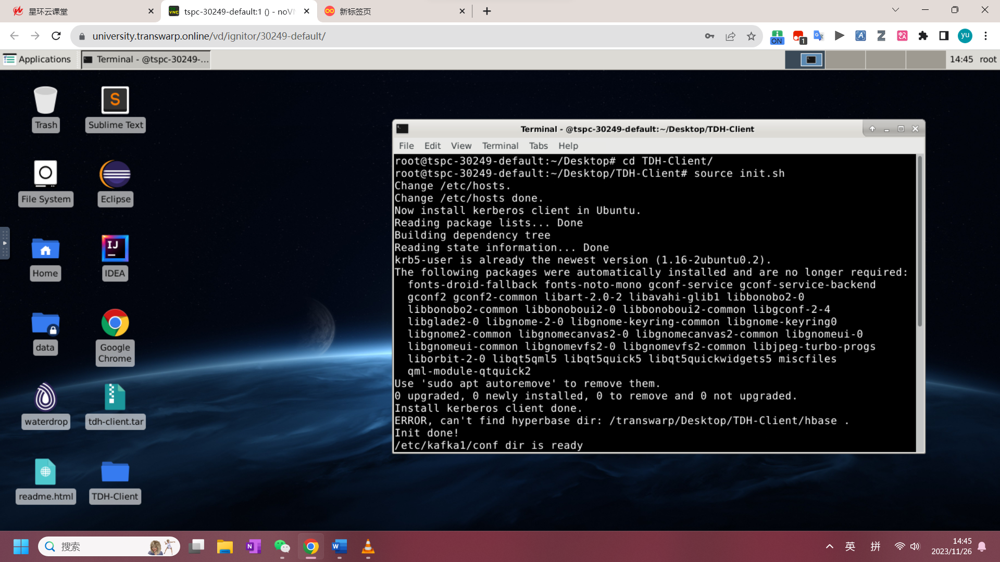 星环云课堂
tspc-30249-default:1 () - noVN
新标签页
university.transwarp.online/vd/ignitor/30249-default/
ON
1
yu
Applications
Terminal - @tspc-30249-...
14:45 root
Trash
Sublime Text
File System
Eclipse
Home
IDEA
data
Google Chrome
waterdrop
tdh-client.tar
readme.html
TDH-Client
Terminal - @tspc-30249-default:~/Desktop/TDH-Client
File Edit View Terminal Tabs Help
root@tspc-30249-default:~/Desktop# cd TDH-Client/
root@tspc-30249-default:~/Desktop/TDH-Client# source init.sh
Change /etc/hosts.
Change /etc/hosts done.
Now install kerberos client in Ubuntu.
Reading package lists... Done
Building dependency tree
Reading state information... Done
krb5-user is already the newest version (1.16-2ubuntu0.2).
The following packages were automatically installed and are no longer required:
fonts-droid-fallback fonts-noto-mono gconf-service gconf-service-backend
gconf2 gconf2-common libart-2.0-2 libavahi-glib1 libbonobo2-0
libbonobo2-common libbonoboui2-0 libbonoboui2-common libgconf-2-4
libglade2-0 libgnome-2-0 libgnome-keyring-common libgnome-keyring0
libgnome2-common libgnomecanvas2-0 libgnomecanvas2-common libgnomeui-0
libgnomeui-common libgnomevfs2-0 libgnomevfs2-common libjpeg-turbo-progs
liborbit-2-0 libqt5qml5 libqt5quick5 libqt5quickwidgets5 miscfiles
qml-module-qtquick2
Use 'sudo apt autoremove' to remove them.
0 upgraded, 0 newly installed, 0 to remove and 0 not upgraded.
Install kerberos client done.
ERROR, can't find hyperbase dir: /transwarp/Desktop/TDH-Client/hbase .
Init done!
/etc/kafka1/conf dir is ready
搜索
英
拼
14:45
2023/11/26